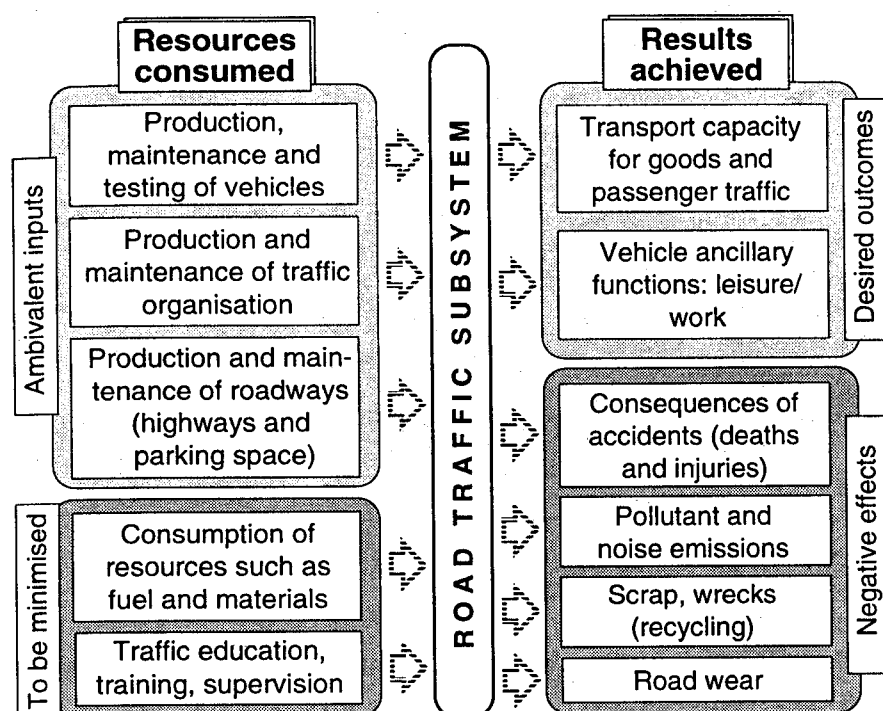 Resources
consumed
Ambivalent inputs
Production,
maintenance and
testing of vehicles
Production and
maintenance of traffic
organisation
Production and main-
tenance of roadways
(highways and
parking space)
To be minimised
Consumption of
resources such as
fuel and materials
Traffic education,
training, supervision
ROAD TRAFFIC SUBSYSTEM
Results
achieved
Transport capacity
for goods and
passenger traffic
Vehicle ancillary
functions: leisure/
work
Desired outcomes
Consequences of
accidents (deaths
and injuries)
Pollutant and
noise emissions
Scrap, wrecks
(recycling)
Road wear
Negative effects